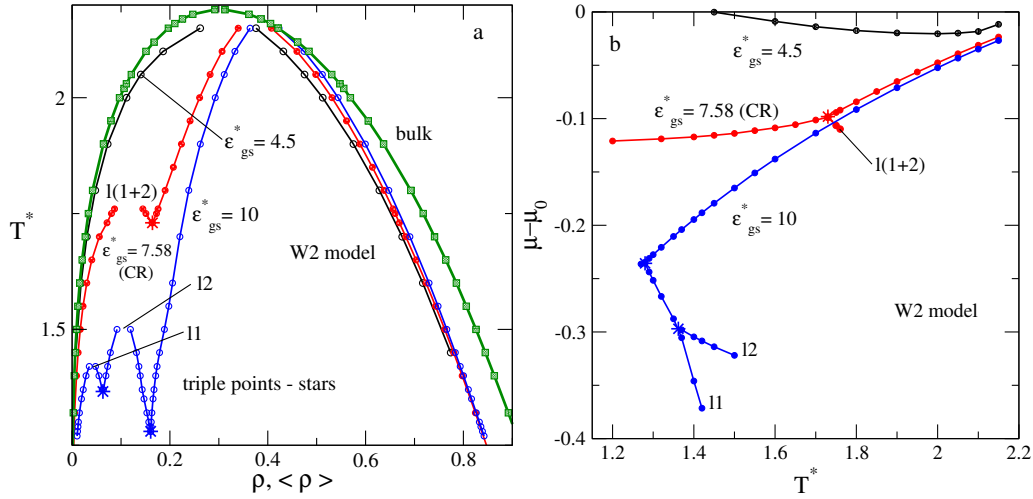 a
2
1.5
T*
0
0.2
0.4
0.6
0.8
ρ, < ρ >
bulk
ε*gs = 4.5
l(1+2)
ε*gs = 7.58
(CR)
ε*gs = 10
W2 model
l2
l1
triple points - stars
b
0
-0.1
-0.2
-0.3
-0.4
μ−μ0
1.2
1.4
1.6
1.8
2
2.2
T*
ε*gs = 4.5
ε*gs = 7.58 (CR)
l(1+2)
ε*gs = 10
W2 model
l2
l1